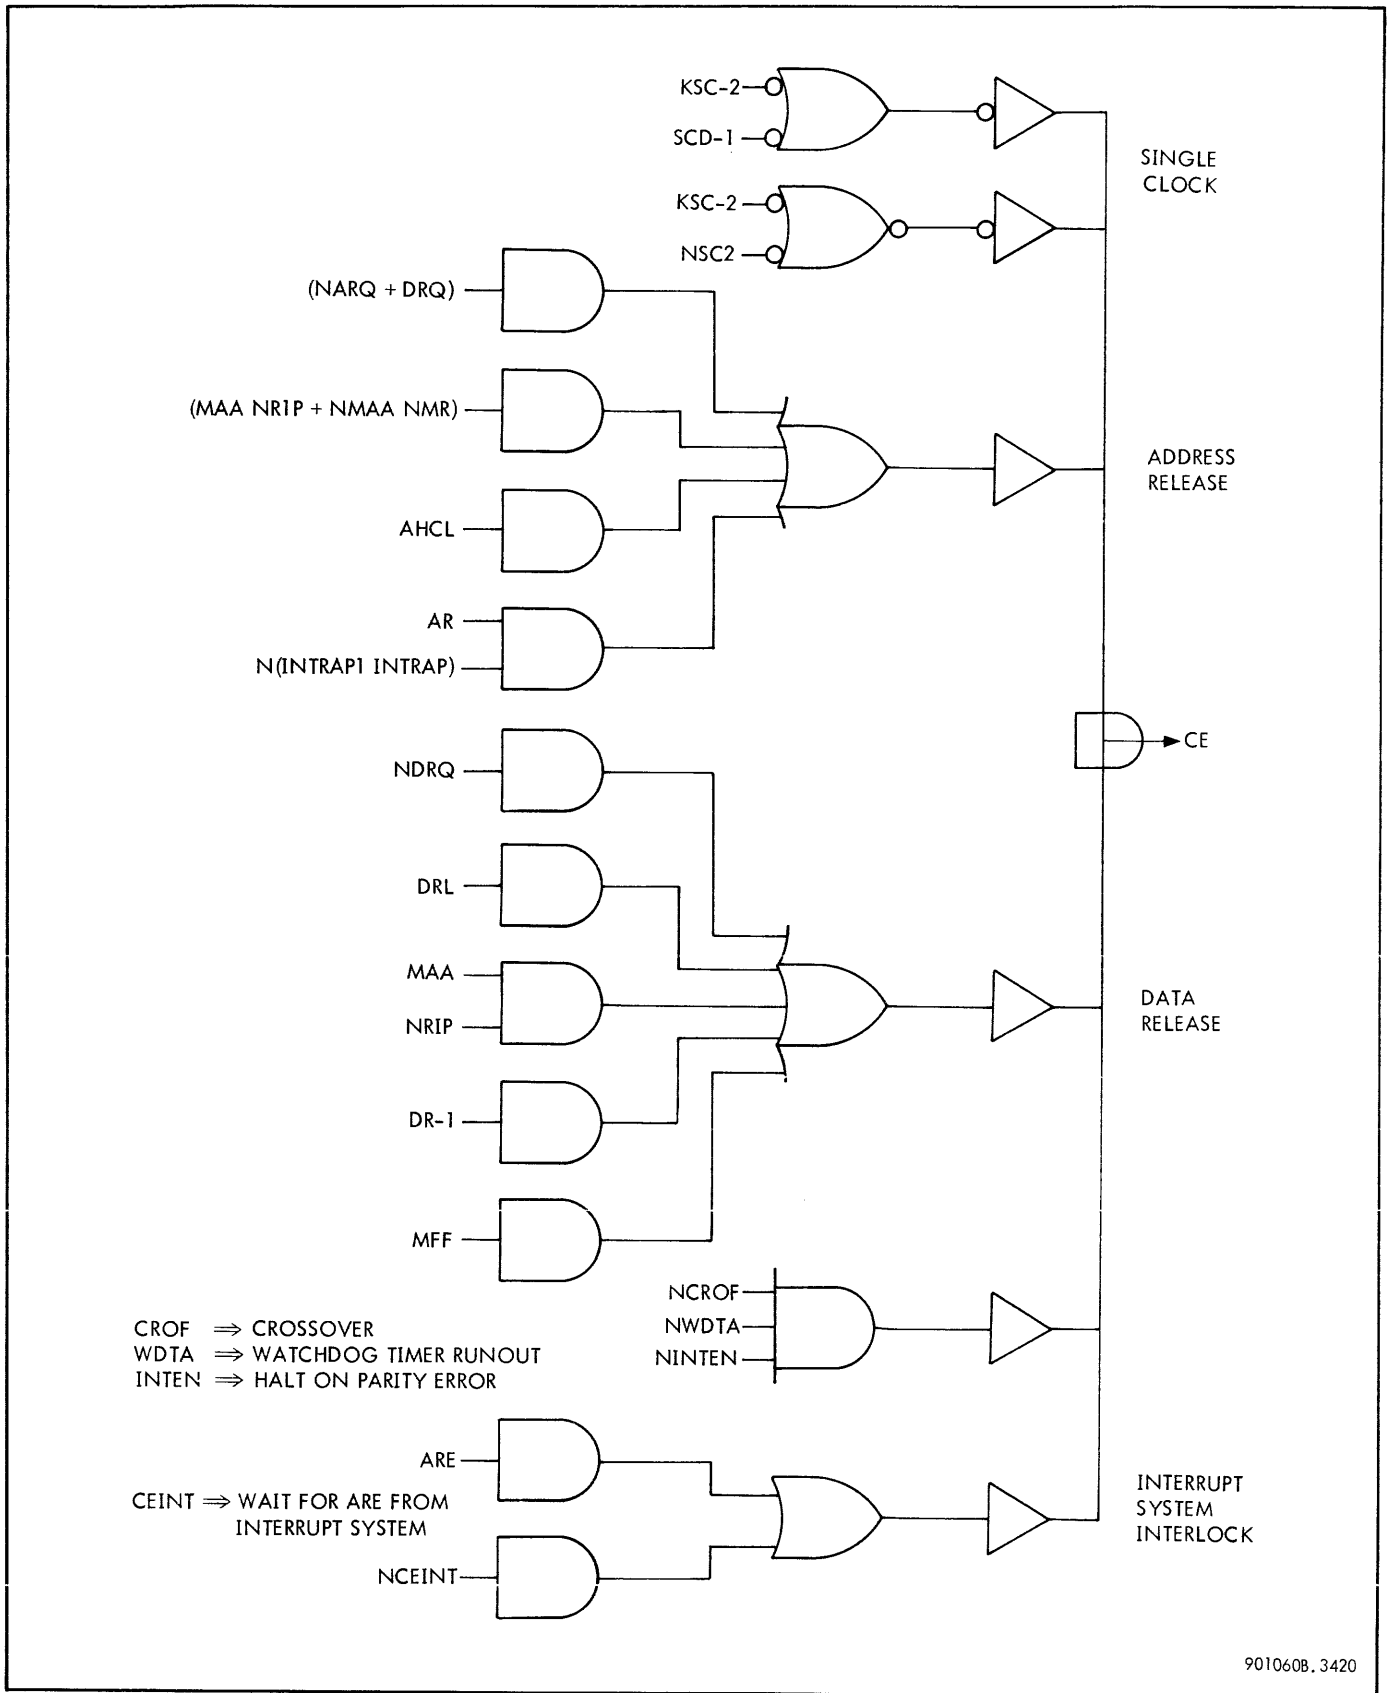 KSC-2
SCD-1
SINGLE
CLOCK
KSC-2
NSC2
(NARQ + DRQ)
(MAA NRIP + NMAA NMR)
ADDRESS
RELEASE
AHCL
AR
N(INTRAP1 INTRAP)
CE
NDRQ
DRL
MAA
NRIP
DATA
RELEASE
DR-1
MFF
NCROF
NWDTA
NINTEN
CROF ⇒ CROSSOVER
WDTA ⇒ WATCHDOG TIMER RUNOUT
INTEN ⇒ HALT ON PARITY ERROR
ARE
CEINT ⇒ WAIT FOR ARE FROM
INTERRUPT SYSTEM
NCEINT
INTERRUPT
SYSTEM
INTERLOCK
901060B.3420